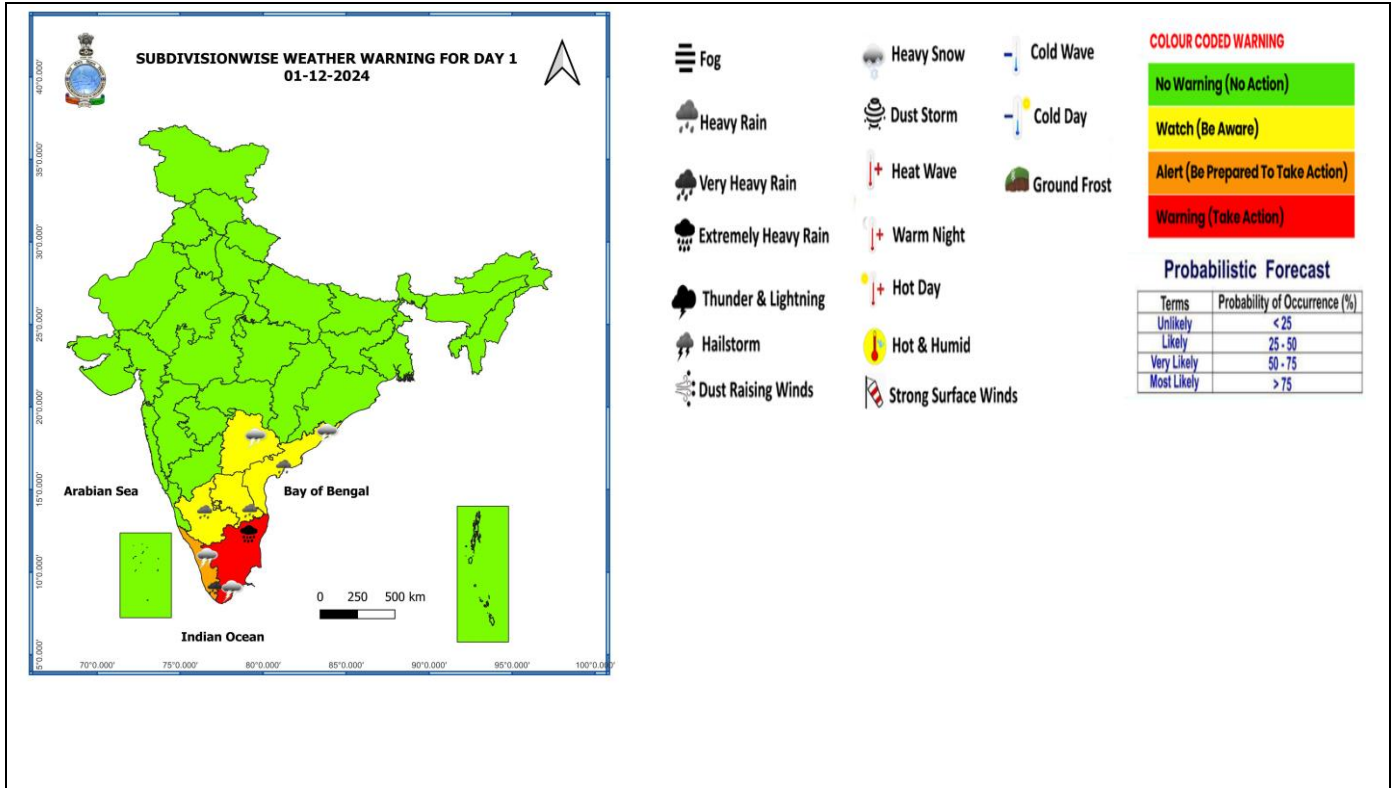 SUBDIVISIONWISE WEATHER WARNING FOR DAY 1
01-12-2024
40°0.000'
35°0.000'
30°0.000'
25°0.000'
20°0.000'
15°0.000'
10°0.000'
5°0.000'
Arabian Sea
Bay of Bengal
0 250 500 km
Indian Ocean
70°0.000' 75°0.000' 80°0.000' 85°0.000' 90°0.000' 95°0.000' 100°0.000'
Fog
Heavy Rain
Very Heavy Rain
Extremely Heavy Rain
Thunder & Lightning
Hailstorm
Dust Raising Winds
Heavy Snow
Dust Storm
Heat Wave
Warm Night
Hot Day
Hot & Humid
Strong Surface Winds
Cold Wave
Cold Day
Ground Frost
COLOUR CODED WARNING
No Warning (No Action)
Watch (Be Aware)
Alert (Be Prepared To Take Action)
Warning (Take Action)
Probabilistic Forecast
Terms Probability of Occurrence (%)
Unlikely < 25
Likely 25 - 50
Very Likely 50 - 75
Most Likely > 75